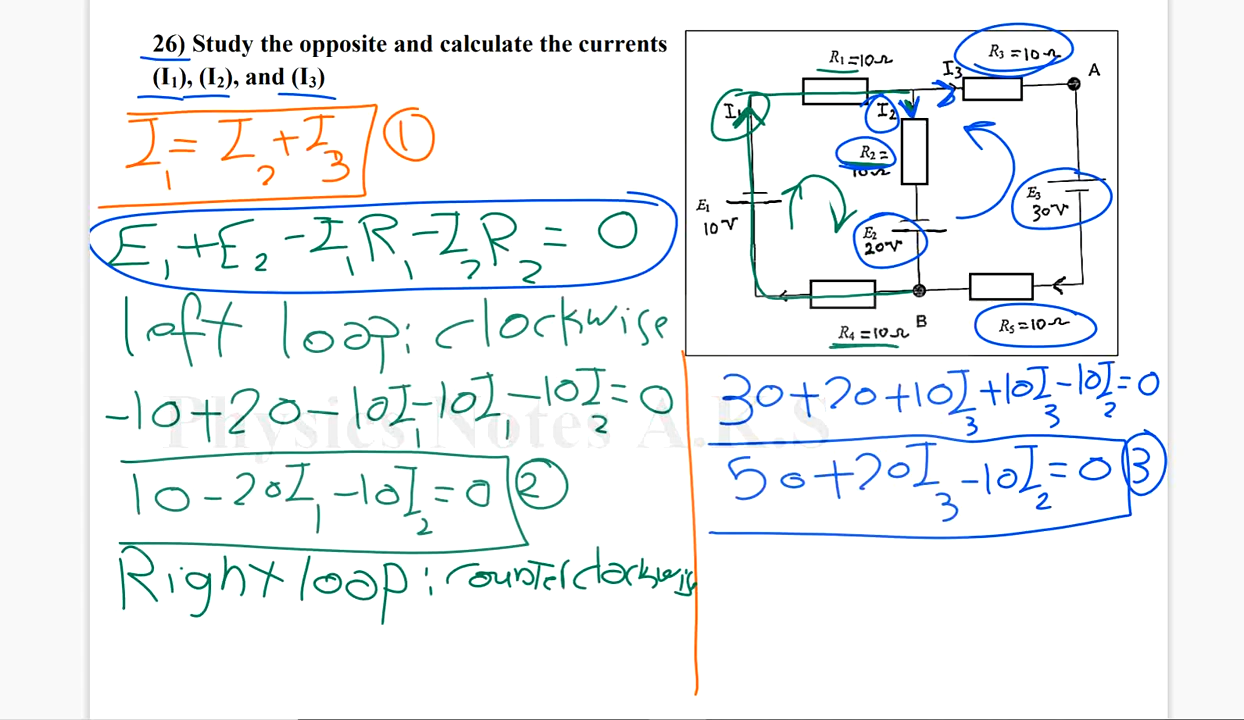 26) Study the opposite and calculate the currents
(I₁), (I₂), and (I₃)
I₁ = I₂ + I₃ ①
E₁ + E₂ - I₁R₁ - I₂R₂ = 0
left loop: clockwise
-10 + 20 - 10I₁ - 10I₁ - 10I₂ = 0
10 - 20I₁ - 10I₂ = 0 ②
Right loop: counterclockwis
R₁ =10Ω
R₃ =10Ω
I₃
A
I₁
I₂
R₂ =
10Ω
E₁
10V
E₂
20V
E₃
30V
R₄ =10Ω
B
R₅ =10Ω
30 + 20 + 10I₃ + 10I₃ - 10I₂ = 0
50 + 20I₃ - 10I₂ = 0 ③
Physics Notes A.R.S